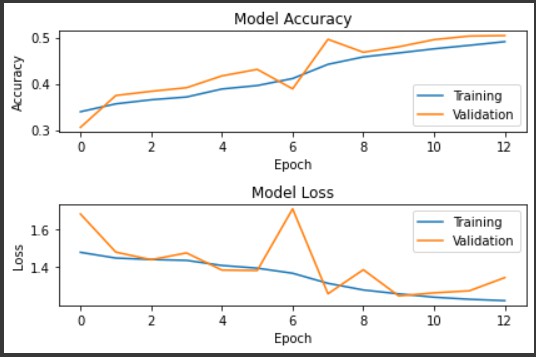 Model Accuracy
0.5
0.4
0.3
Accuracy
Training
Validation
0 2 4 6 8 10 12
Epoch
Model Loss
1.6
1.4
Loss
Training
Validation
0 2 4 6 8 10 12
Epoch